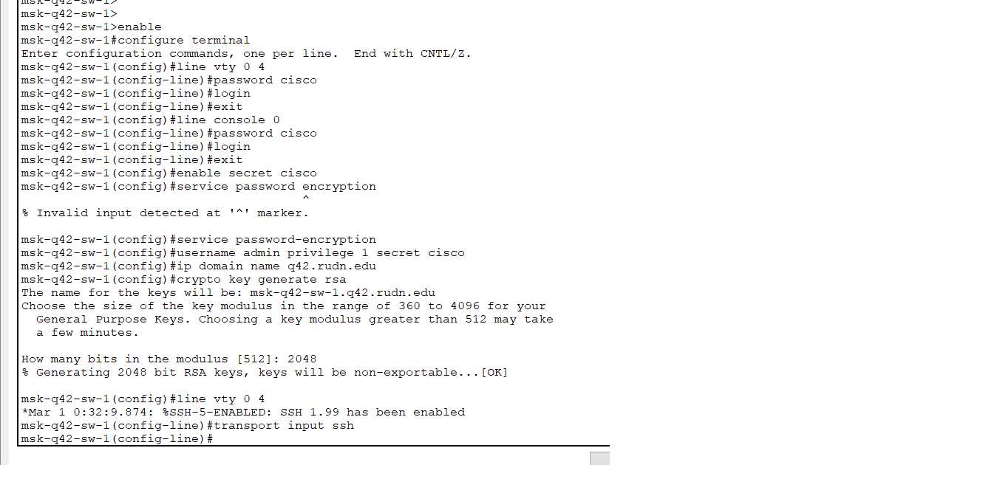 msk-q42-sw-1>
msk-q42-sw-1>
msk-q42-sw-1>enable
msk-q42-sw-1#configure terminal
Enter configuration commands, one per line.  End with CNTL/Z.
msk-q42-sw-1(config)#line vty 0 4
msk-q42-sw-1(config-line)#password cisco
msk-q42-sw-1(config-line)#login
msk-q42-sw-1(config-line)#exit
msk-q42-sw-1(config)#line console 0
msk-q42-sw-1(config-line)#password cisco
msk-q42-sw-1(config-line)#login
msk-q42-sw-1(config-line)#exit
msk-q42-sw-1(config)#enable secret cisco
msk-q42-sw-1(config)#service password encryption
^
% Invalid input detected at '^' marker.
msk-q42-sw-1(config)#service password-encryption
msk-q42-sw-1(config)#username admin privilege 1 secret cisco
msk-q42-sw-1(config)#ip domain name q42.rudn.edu
msk-q42-sw-1(config)#crypto key generate rsa
The name for the keys will be: msk-q42-sw-1.q42.rudn.edu
Choose the size of the key modulus in the range of 360 to 4096 for your
General Purpose Keys. Choosing a key modulus greater than 512 may take
a few minutes.
How many bits in the modulus [512]: 2048
% Generating 2048 bit RSA keys, keys will be non-exportable...[OK]
msk-q42-sw-1(config)#line vty 0 4
*Mar 1 0:32:9.874: %SSH-5-ENABLED: SSH 1.99 has been enabled
msk-q42-sw-1(config-line)#transport input ssh
msk-q42-sw-1(config-line)#